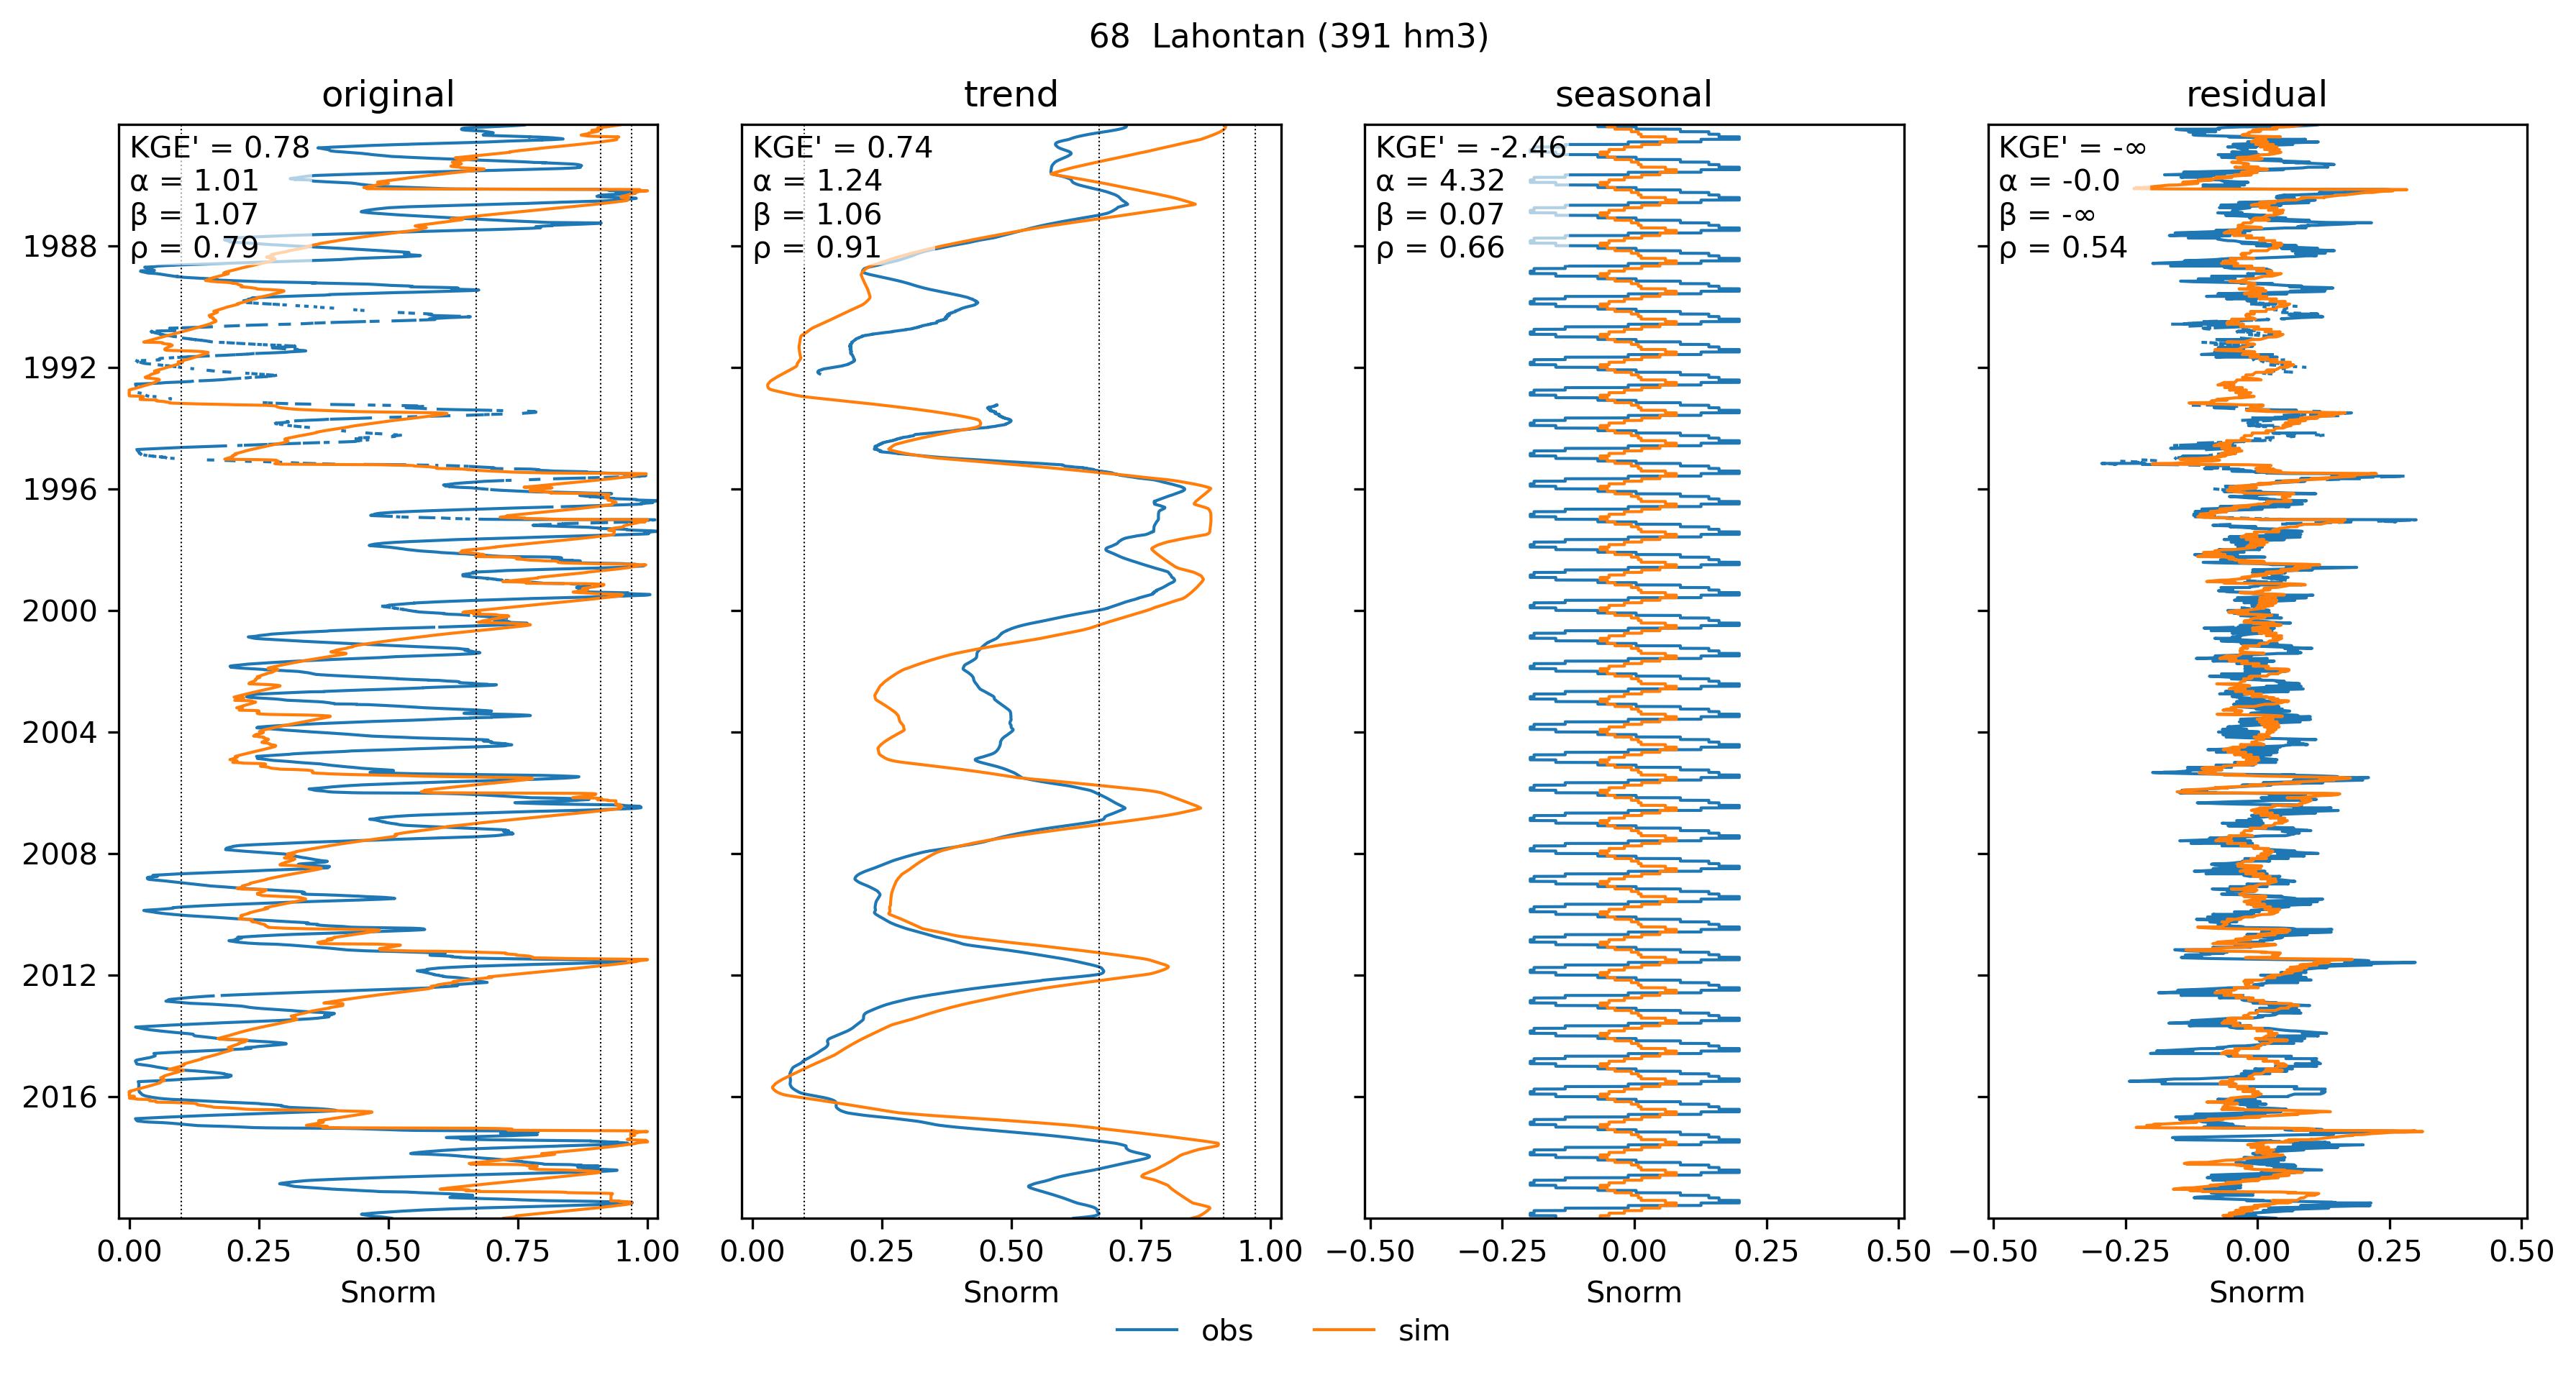 68  Lahontan (391 hm3)
original
trend
seasonal
residual
KGE' = 0.78
α = 1.01
β = 1.07
ρ = 0.79
KGE' = 0.74
α = 1.24
β = 1.06
ρ = 0.91
KGE' = -2.46
α = 4.32
β = 0.07
ρ = 0.66
KGE' = -∞
α = -0.0
β = -∞
ρ = 0.54
1988
1992
1996
2000
2004
2008
2012
2016
0.00 0.25 0.50 0.75 1.00
0.00 0.25 0.50 0.75 1.00
−0.50 −0.25 0.00 0.25 0.50
−0.50 −0.25 0.00 0.25 0.50
Snorm
Snorm
Snorm
Snorm
obs
sim